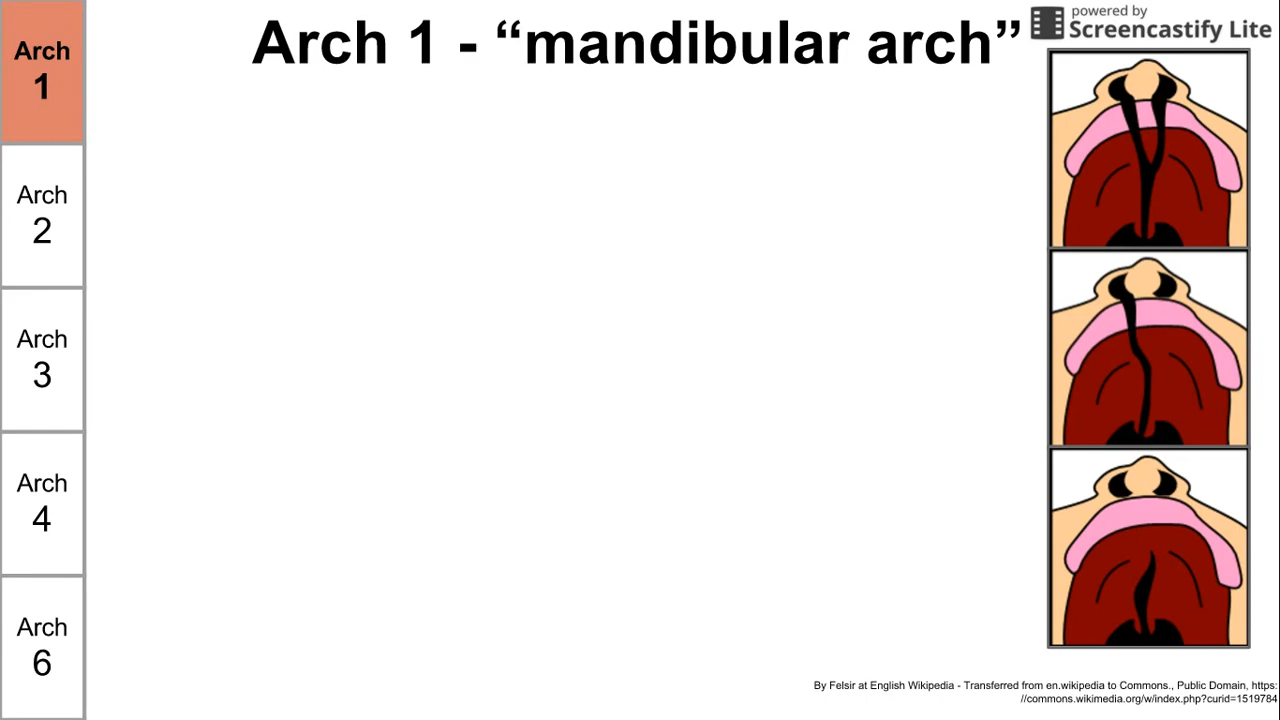 Arch
1
Arch
2
Arch
3
Arch
4
Arch
6
Arch 1 - “mandibular arch”
powered by
Screencastify Lite
By Felsir at English Wikipedia - Transferred from en.wikipedia to Commons., Public Domain, https:
//commons.wikimedia.org/w/index.php?curid=1519784